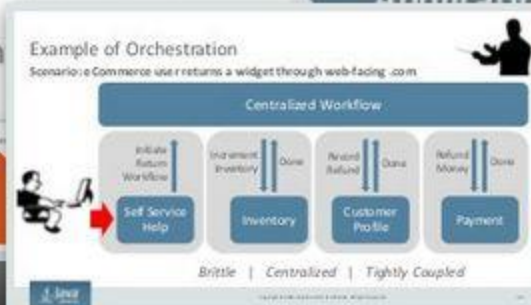 Example of Orchestration
Scenario: eCommerce user returns a widget through web-facing .com
Centralized Workflow
Initiate
Return
Workflow
Increment
Inventory
Done
Record
Refund
Done
Refund
Money
Done
Self Service
Help
Inventory
Customer
Profile
Payment
Brittle | Centralized | Tightly Coupled
Java